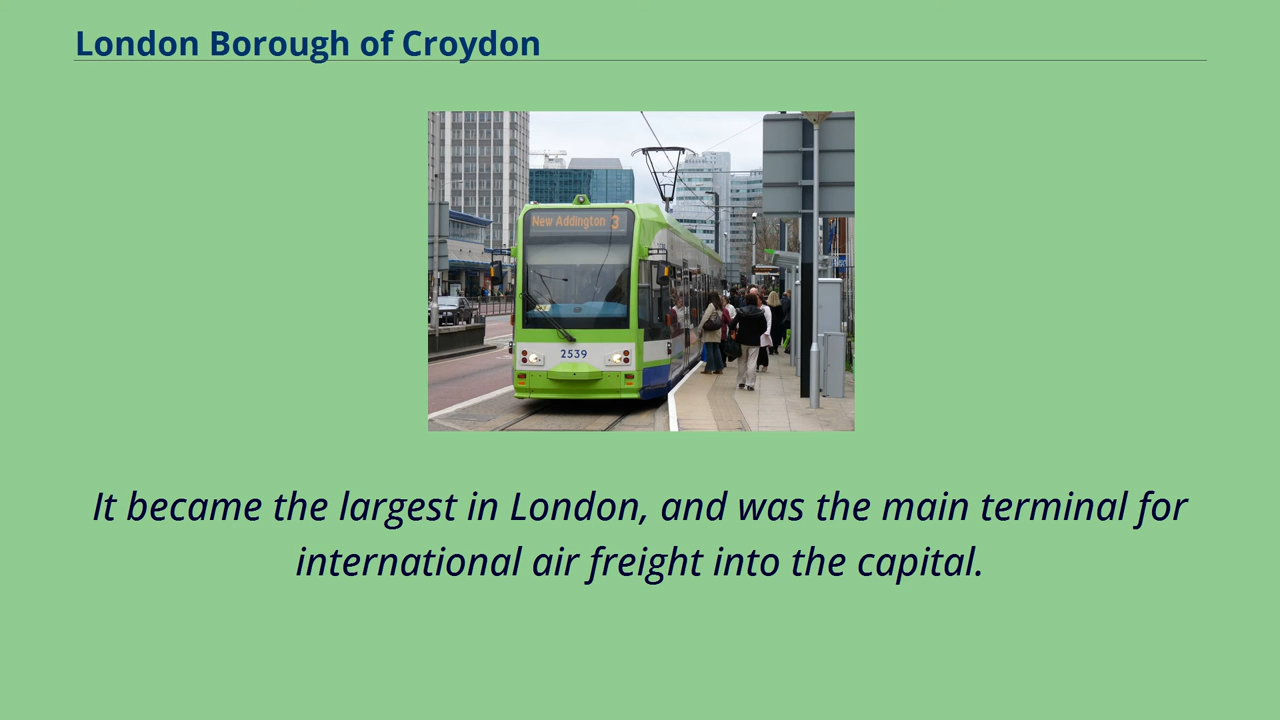 London Borough of Croydon
New Addington 3
2539
It became the largest in London, and was the main terminal for
international air freight into the capital.